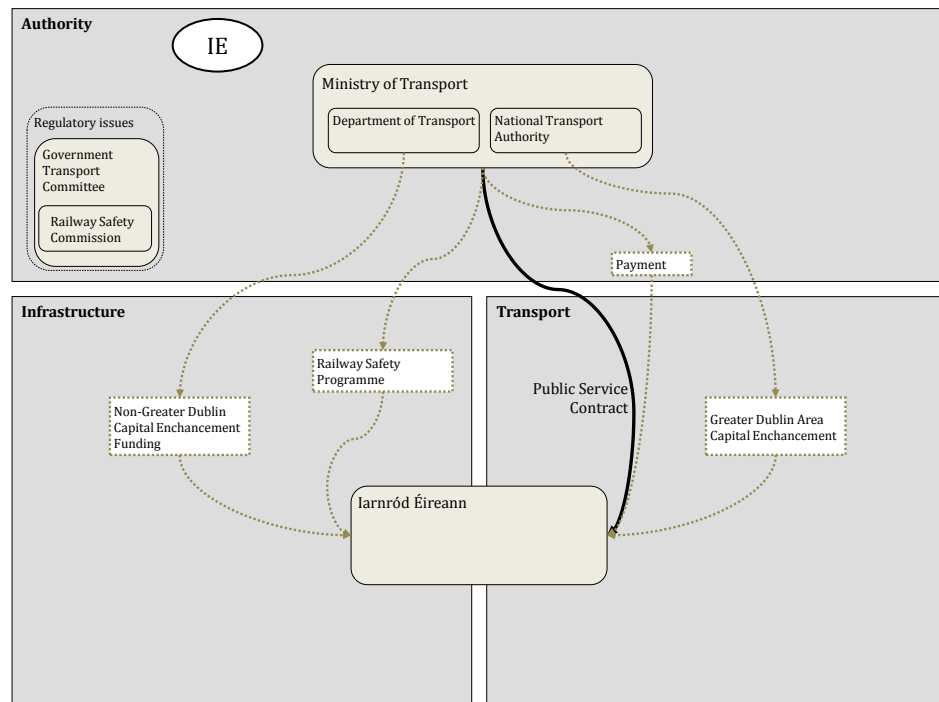 Authority
IE
Ministry of Transport
Department of Transport
National Transport
Authority
Regulatory issues
Government
Transport
Committee
Railway Safety
Commission
Payment
Infrastructure
Transport
Railway Safety
Programme
Public Service
Contract
Non-Greater Dublin
Capital Enchancement
Funding
Greater Dublin Area
Capital Enchancement
Iarnród Éireann